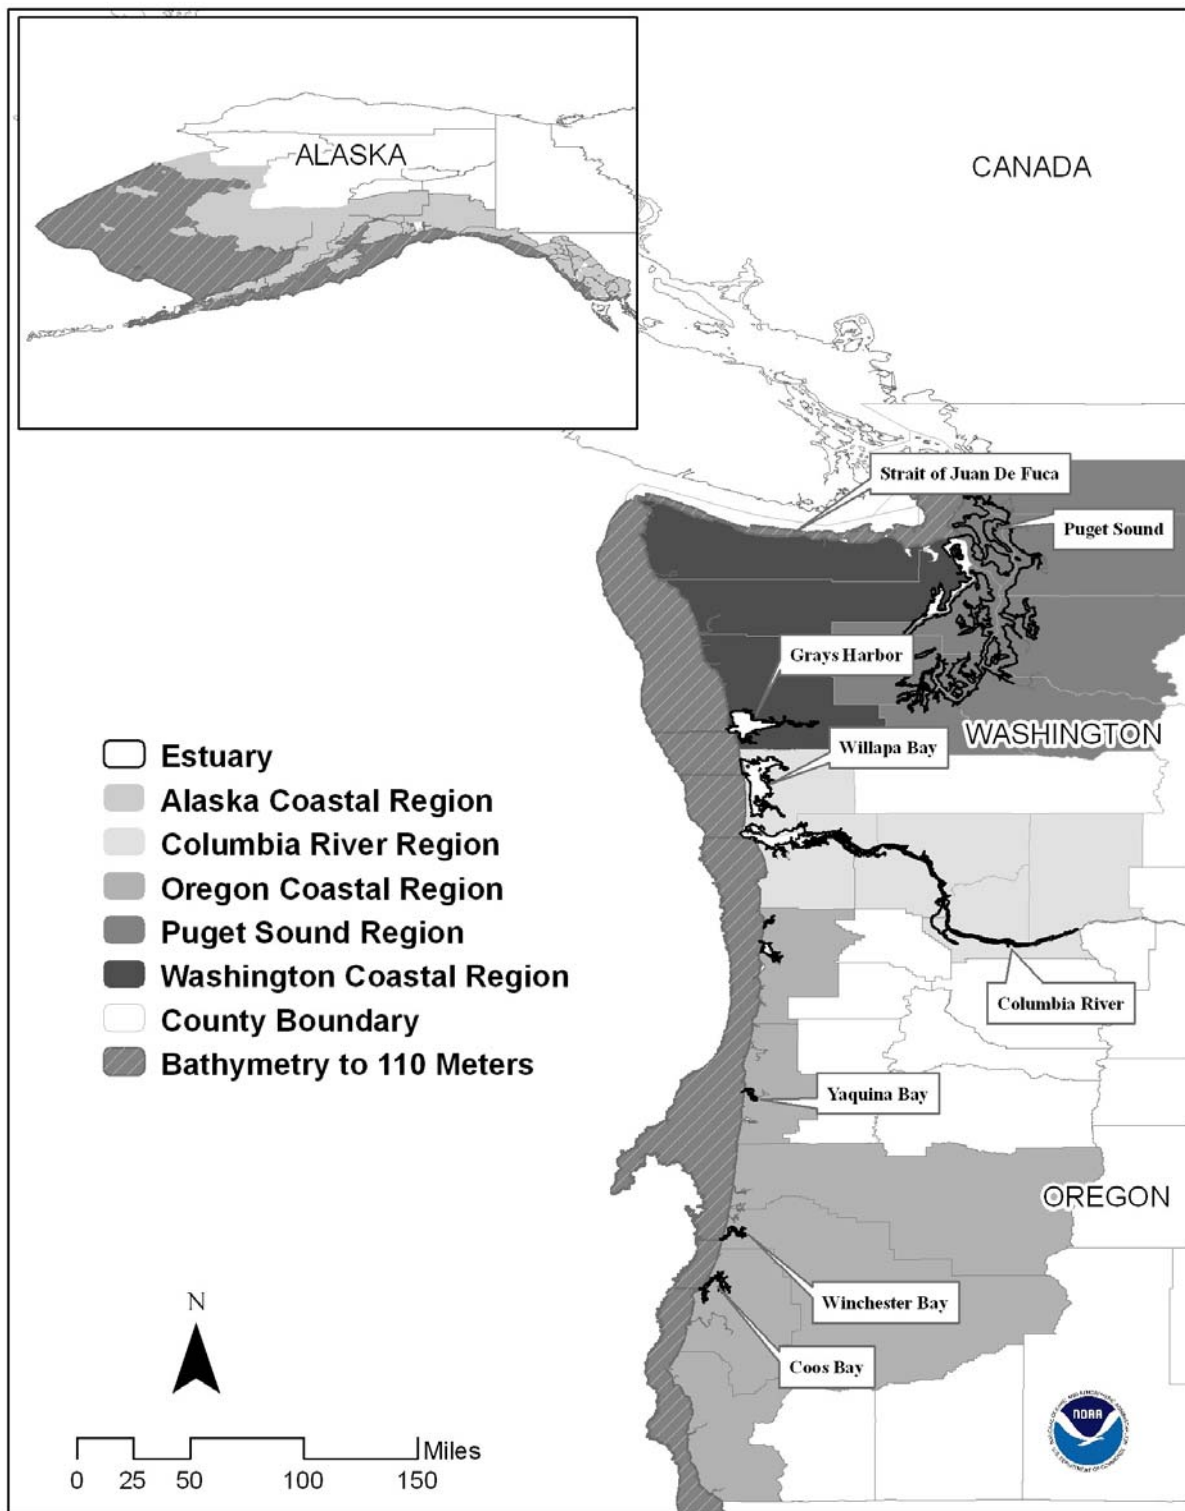 ALASKA
CANADA
Strait of Juan De Fuca
Puget Sound
Grays Harbor
WASHINGTON
Willapa Bay
Estuary
Alaska Coastal Region
Columbia River Region
Oregon Coastal Region
Puget Sound Region
Washington Coastal Region
County Boundary
Bathymetry to 110 Meters
Columbia River
Yaquina Bay
OREGON
Winchester Bay
Coos Bay
N
Miles
0 25 50 100 150
NOAA